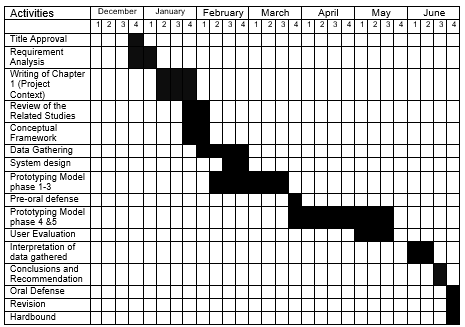 Activities December January February March April May June
1 2 3 4 1 2 3 4 1 2 3 4 1 2 3 4 1 2 3 4 1 2 3 4 1 2 3 4
Title Approval
Requirement
Analysis
Writing of Chapter
1 (Project
Context)
Review of the
Related Studies
Conceptual
Framework
Data Gathering
System design
Prototyping Model
phase 1-3
Pre-oral defense
Prototyping Model
phase 4 &5
User Evaluation
Interpretation of
data gathered
Conclusions and
Recommendation
Oral Defense
Revision
Hardbound